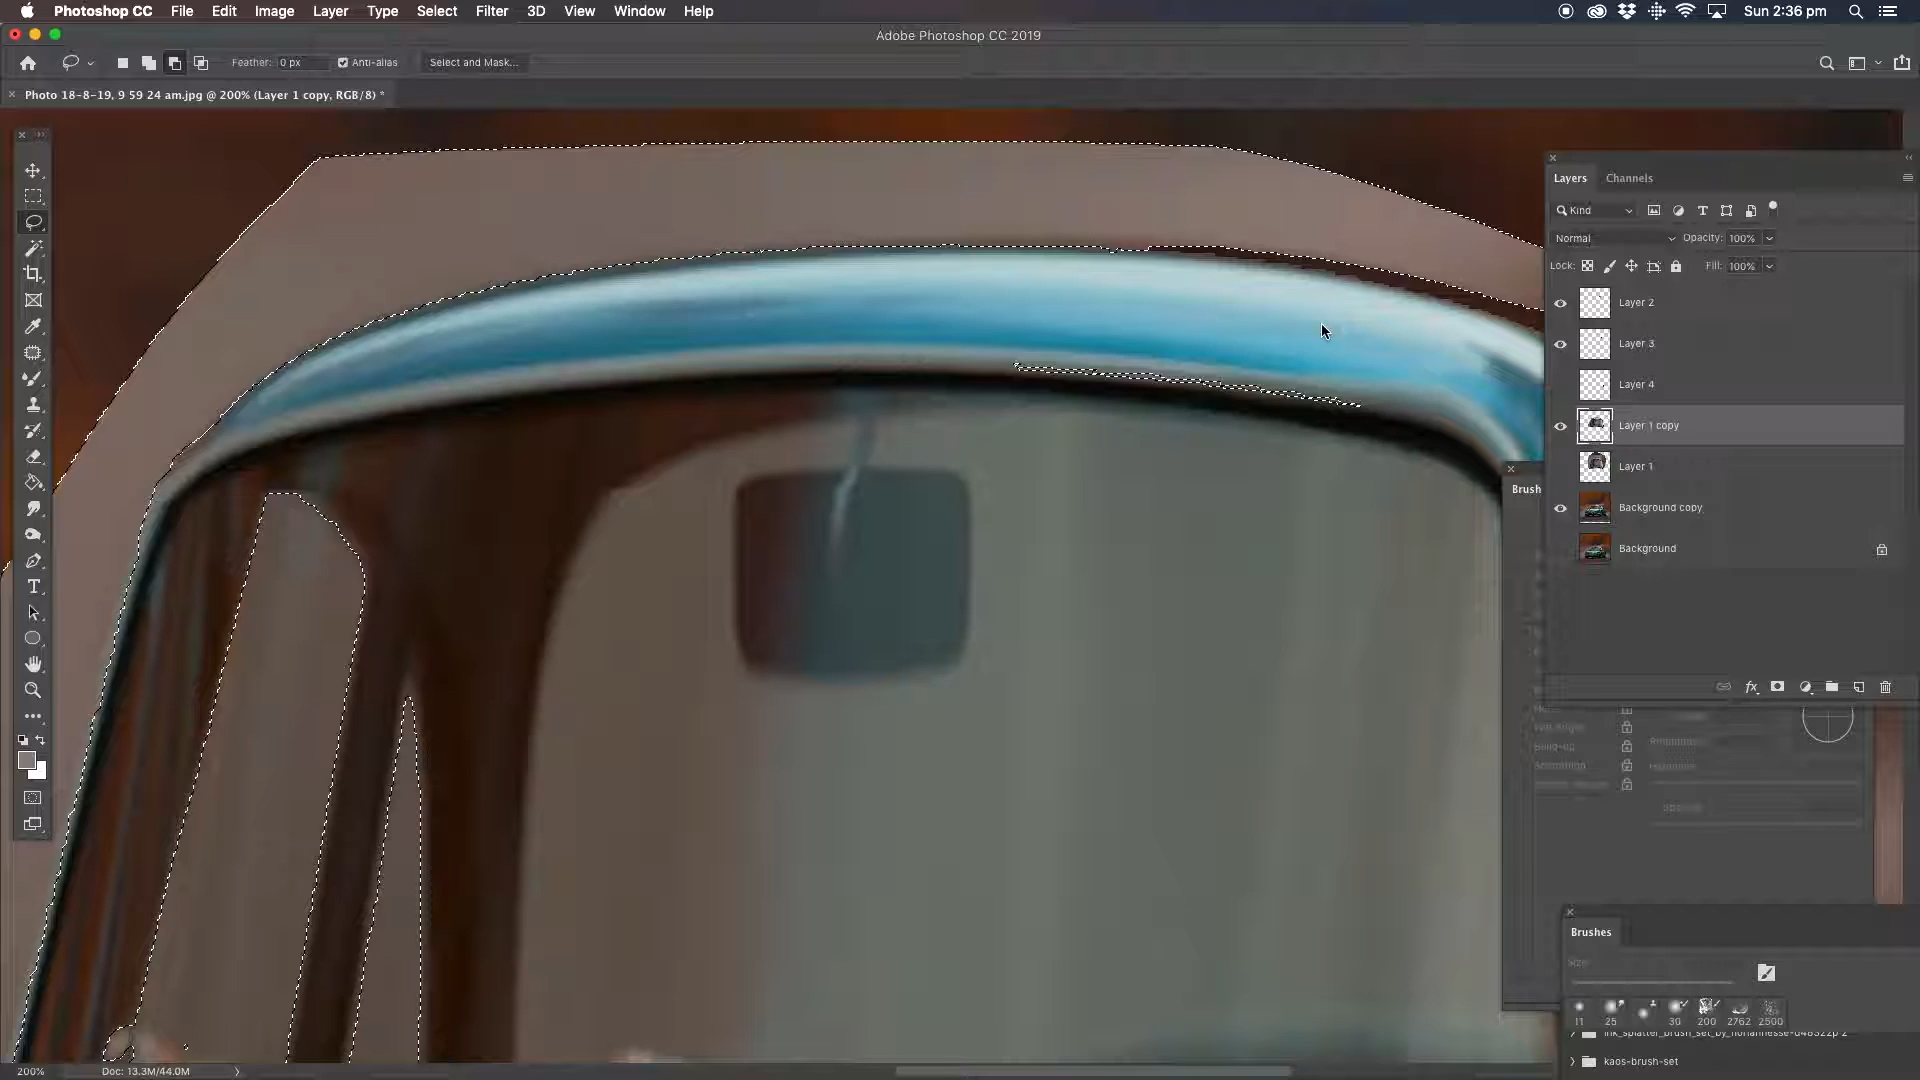 Photoshop CC File Edit Image Layer Type Select Filter 3D View Window Help Sun 2:36 pm
Adobe Photoshop CC 2019
Feather: 0 px Anti-alias Select and Mask...
Photo 18-8-19, 9 59 24 am.jpg @ 200% (Layer 1 copy, RGB/8) *
Layers Channels
Kind
Normal Opacity: 100%
Lock: Fill: 100%
Layer 2
Layer 3
Layer 4
Layer 1 copy
Layer 1
Brush
Background copy
Background
Brushes
Size
11 25 30 200 2762 2500
kaos-brush-set
200% Doc: 13.3M/44.0M